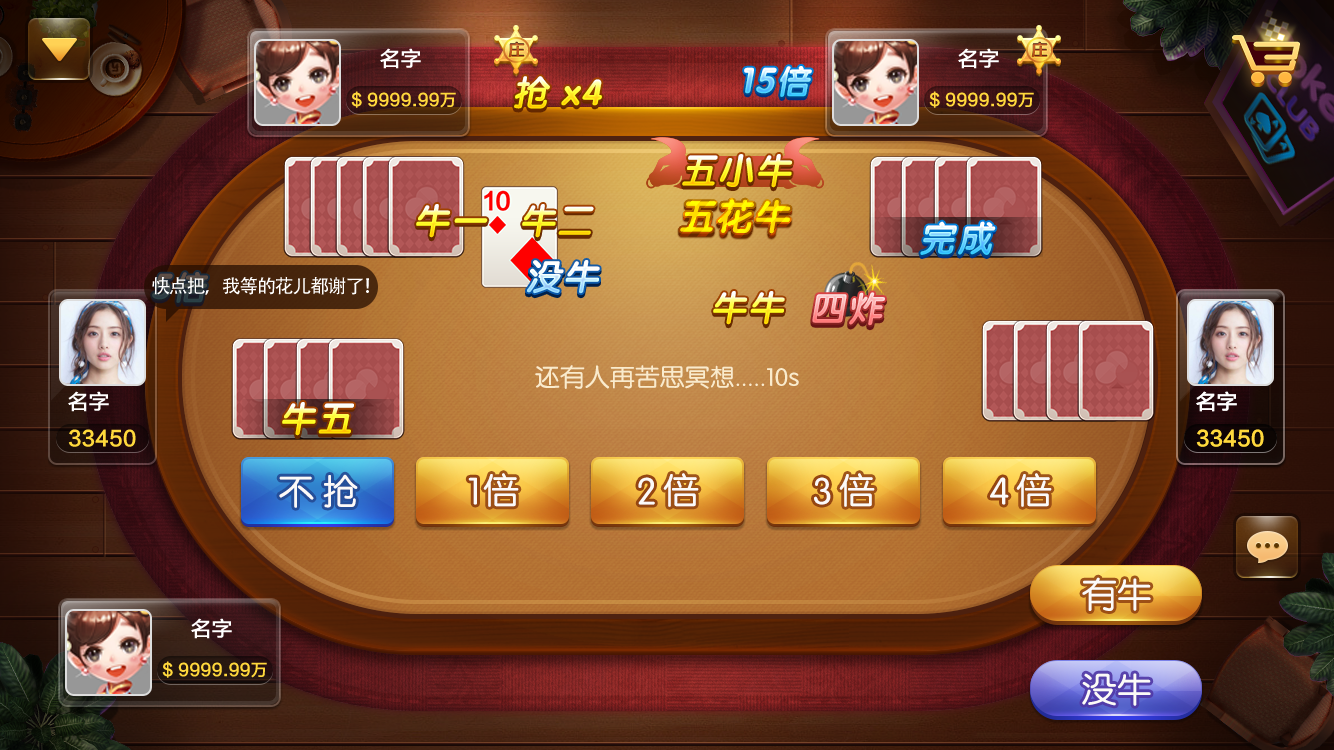 名字
$ 9999.99万
庄
抢 x4
15倍
名字
庄
$ 9999.99万
五小牛
五花牛
10
牛一
牛二
没牛
完成
快点把,我等的花儿都谢了!
牛牛
四炸
名字
33450
还有人再苦思冥想.....10s
名字
33450
牛五
不抢
1倍
2倍
3倍
4倍
有牛
名字
$ 9999.99万
没牛
CLUB